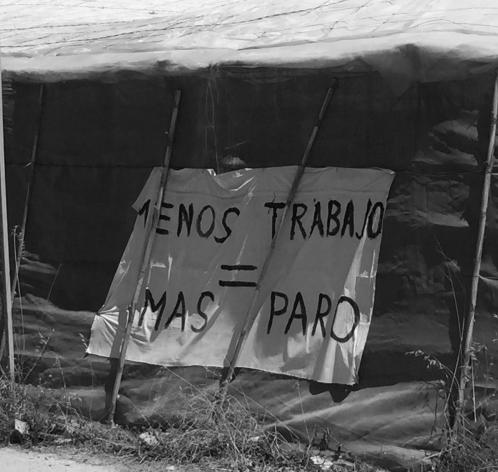 MENOS TRABAJO
=
MAS PARO